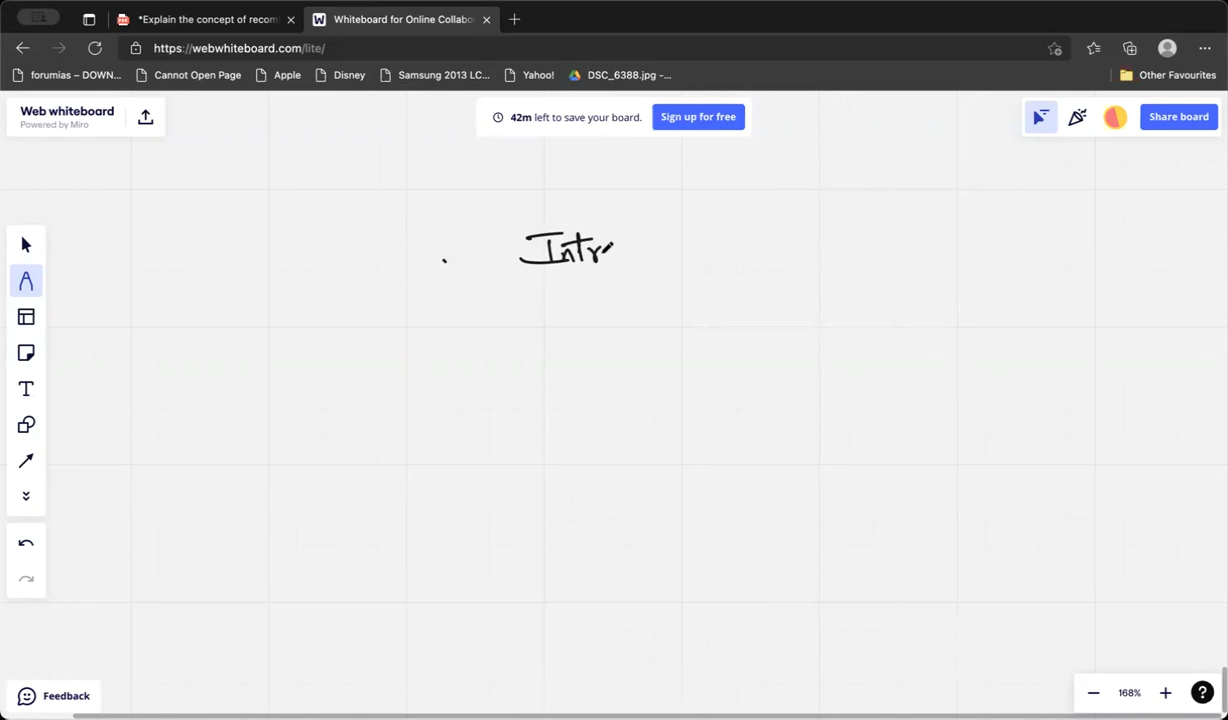 *Explain the concept of recom
Whiteboard for Online Collabo
https://webwhiteboard.com/lite/
forumias – DOWN...
Cannot Open Page
Apple
Disney
Samsung 2013 LC...
Yahoo!
DSC_6388.jpg -...
Other Favourites
Web whiteboard
Powered by Miro
42m left to save your board.
Sign up for free
Share board
Intr
T
Feedback
168%
?